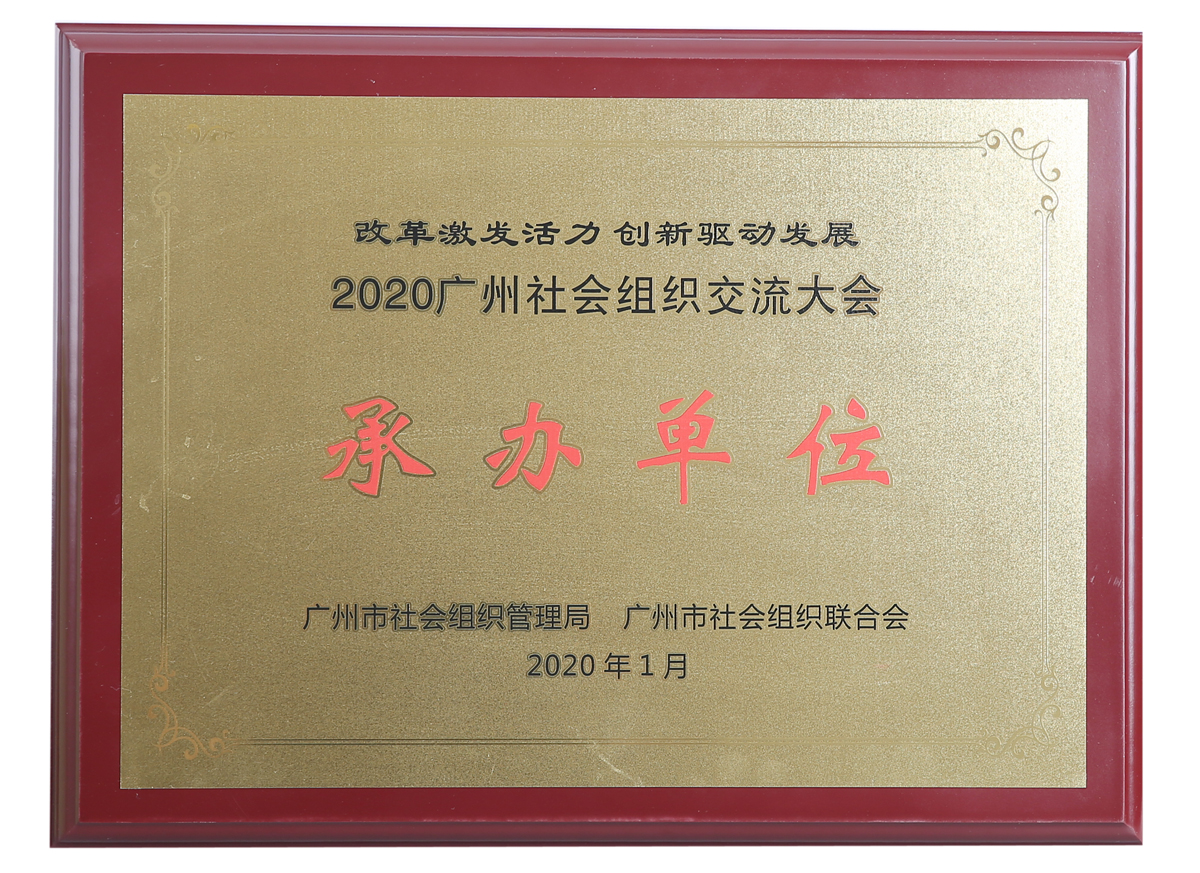 改革激发活力 创新驱动发展
2020广州社会组织交流大会
承办单位
广州市社会组织管理局 广州市社会组织联合会
2020年1月